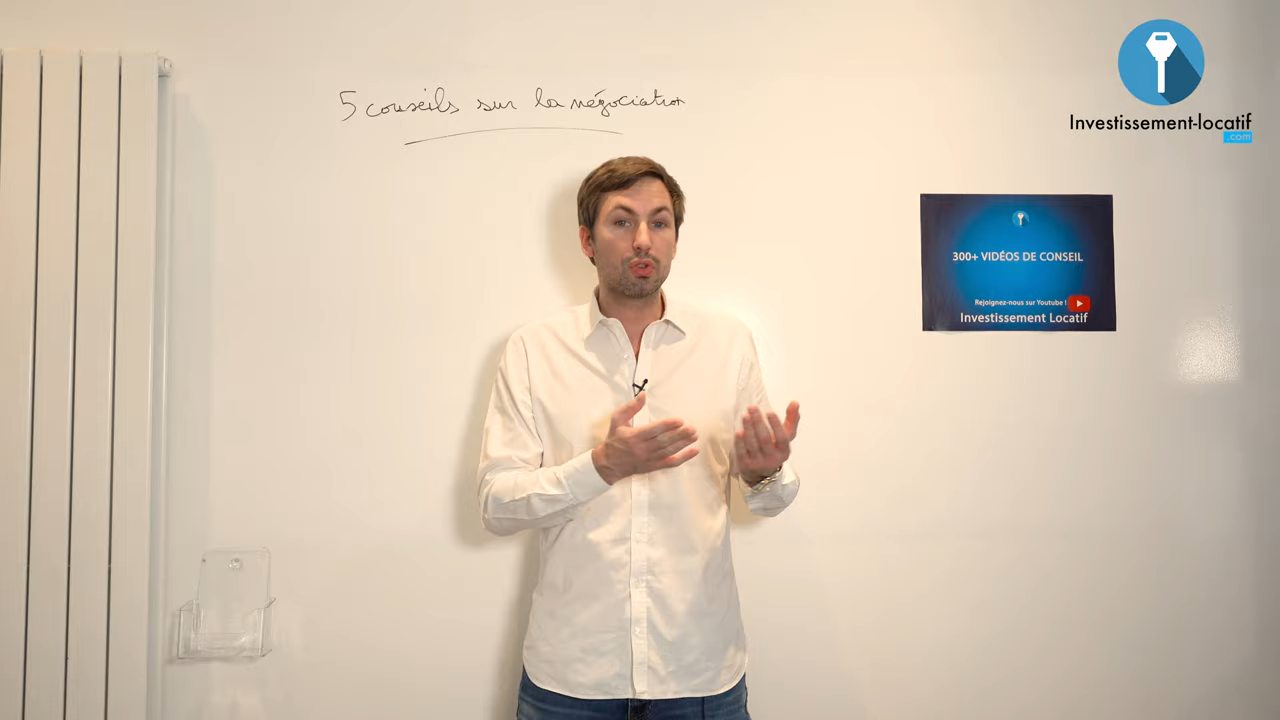 5 conseils sur la négociation
Investissement-locatif
.com
300+ VIDÉOS DE CONSEIL
Rejoignez-nous sur Youtube !
Investissement Locatif